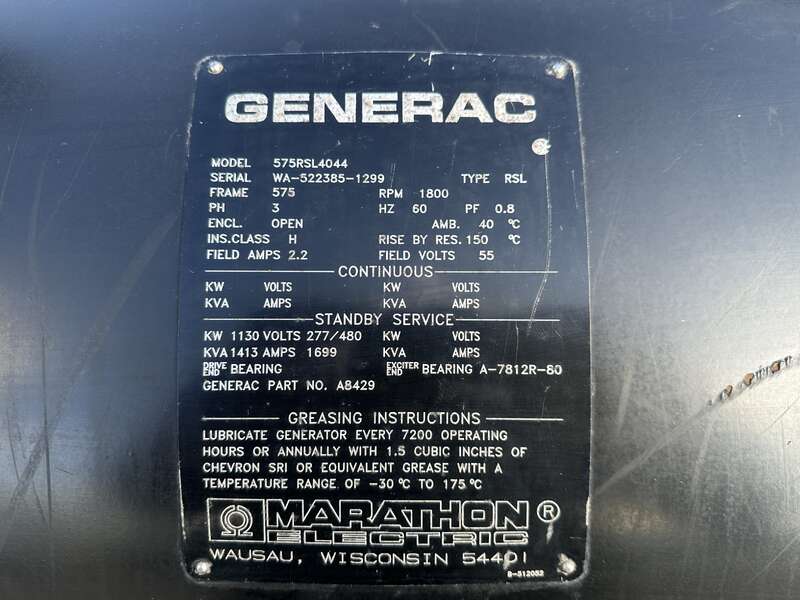 GENERAC
MODEL 575RSL4044
SERIAL WA-522385-1299 TYPE RSL
FRAME 575 RPM 1800
PH 3 HZ 60 PF 0.8
ENCL. OPEN AMB. 40 °C
INS.CLASS H RISE BY RES. 150 °C
FIELD AMPS 2.2 FIELD VOLTS 55
CONTINUOUS
KW VOLTS KW VOLTS
KVA AMPS KVA AMPS
STANDBY SERVICE
KW 1130 VOLTS 277/480 KW VOLTS
KVA 1413 AMPS 1699 KVA AMPS
DRIVE END BEARING EXCITER END BEARING A-7812R-80
GENERAC PART NO. A8429
GREASING INSTRUCTIONS
LUBRICATE GENERATOR EVERY 7200 OPERATING
HOURS OR ANNUALLY WITH 1.5 CUBIC INCHES OF
CHEVRON SRI OR EQUIVALENT GREASE WITH A
TEMPERATURE RANGE OF -30 °C TO 175 °C
MARATHON ®
ELECTRIC
WAUSAU, WISCONSIN 54401
B-512052